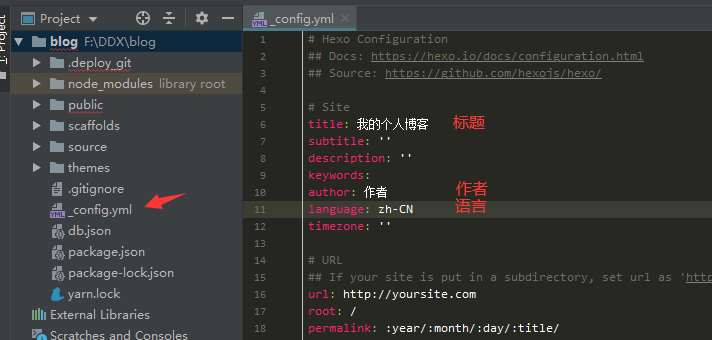 1: Project
Project
_config.yml
blog F:\DDX\blog
.deploy_git
node_modules library root
public
scaffolds
source
themes
.gitignore
_config.yml
db.json
package.json
package-lock.json
yarn.lock
External Libraries
Scratches and Consoles
1 # Hexo Configuration
2 ## Docs: https://hexo.io/docs/configuration.html
3 ## Source: https://github.com/hexojs/hexo/
4
5 # Site
6 title: 我的个人博客 标题
7 subtitle: ''
8 description: ''
9 keywords:
10 author: 作者 作者
11 language: zh-CN 语言
12 timezone: ''
13
14 # URL
15 ## If your site is put in a subdirectory, set url as 'http
16 url: http://yoursite.com
17 root: /
18 permalink: :year/:month/:day/:title/